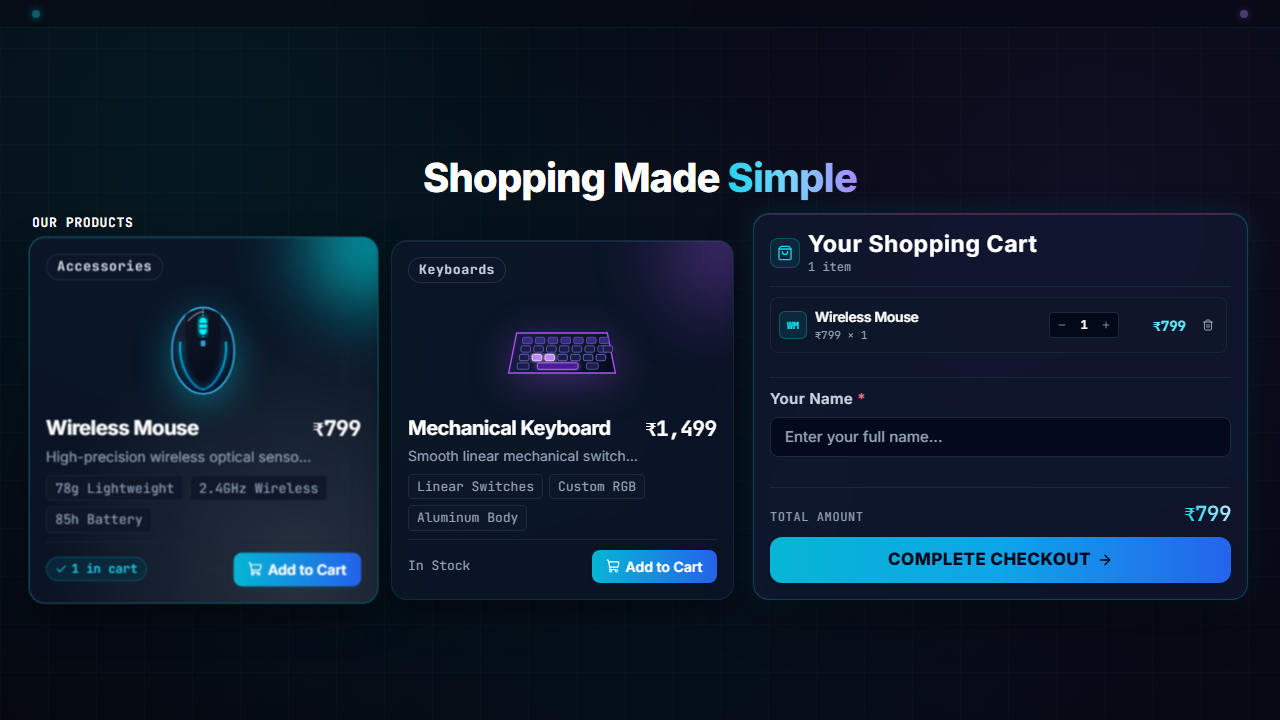 Shopping Made Simple
OUR PRODUCTS
Accessories
Wireless Mouse ₹799
High-precision wireless optical senso...
78g Lightweight 2.4GHz Wireless
85h Battery
✓ 1 in cart Add to Cart
Keyboards
Mechanical Keyboard ₹1,499
Smooth linear mechanical switch...
Linear Switches Custom RGB
Aluminum Body
In Stock Add to Cart
Your Shopping Cart
1 item
WM Wireless Mouse − 1 + ₹799
₹799 × 1
Your Name *
Enter your full name...
TOTAL AMOUNT ₹799
COMPLETE CHECKOUT →